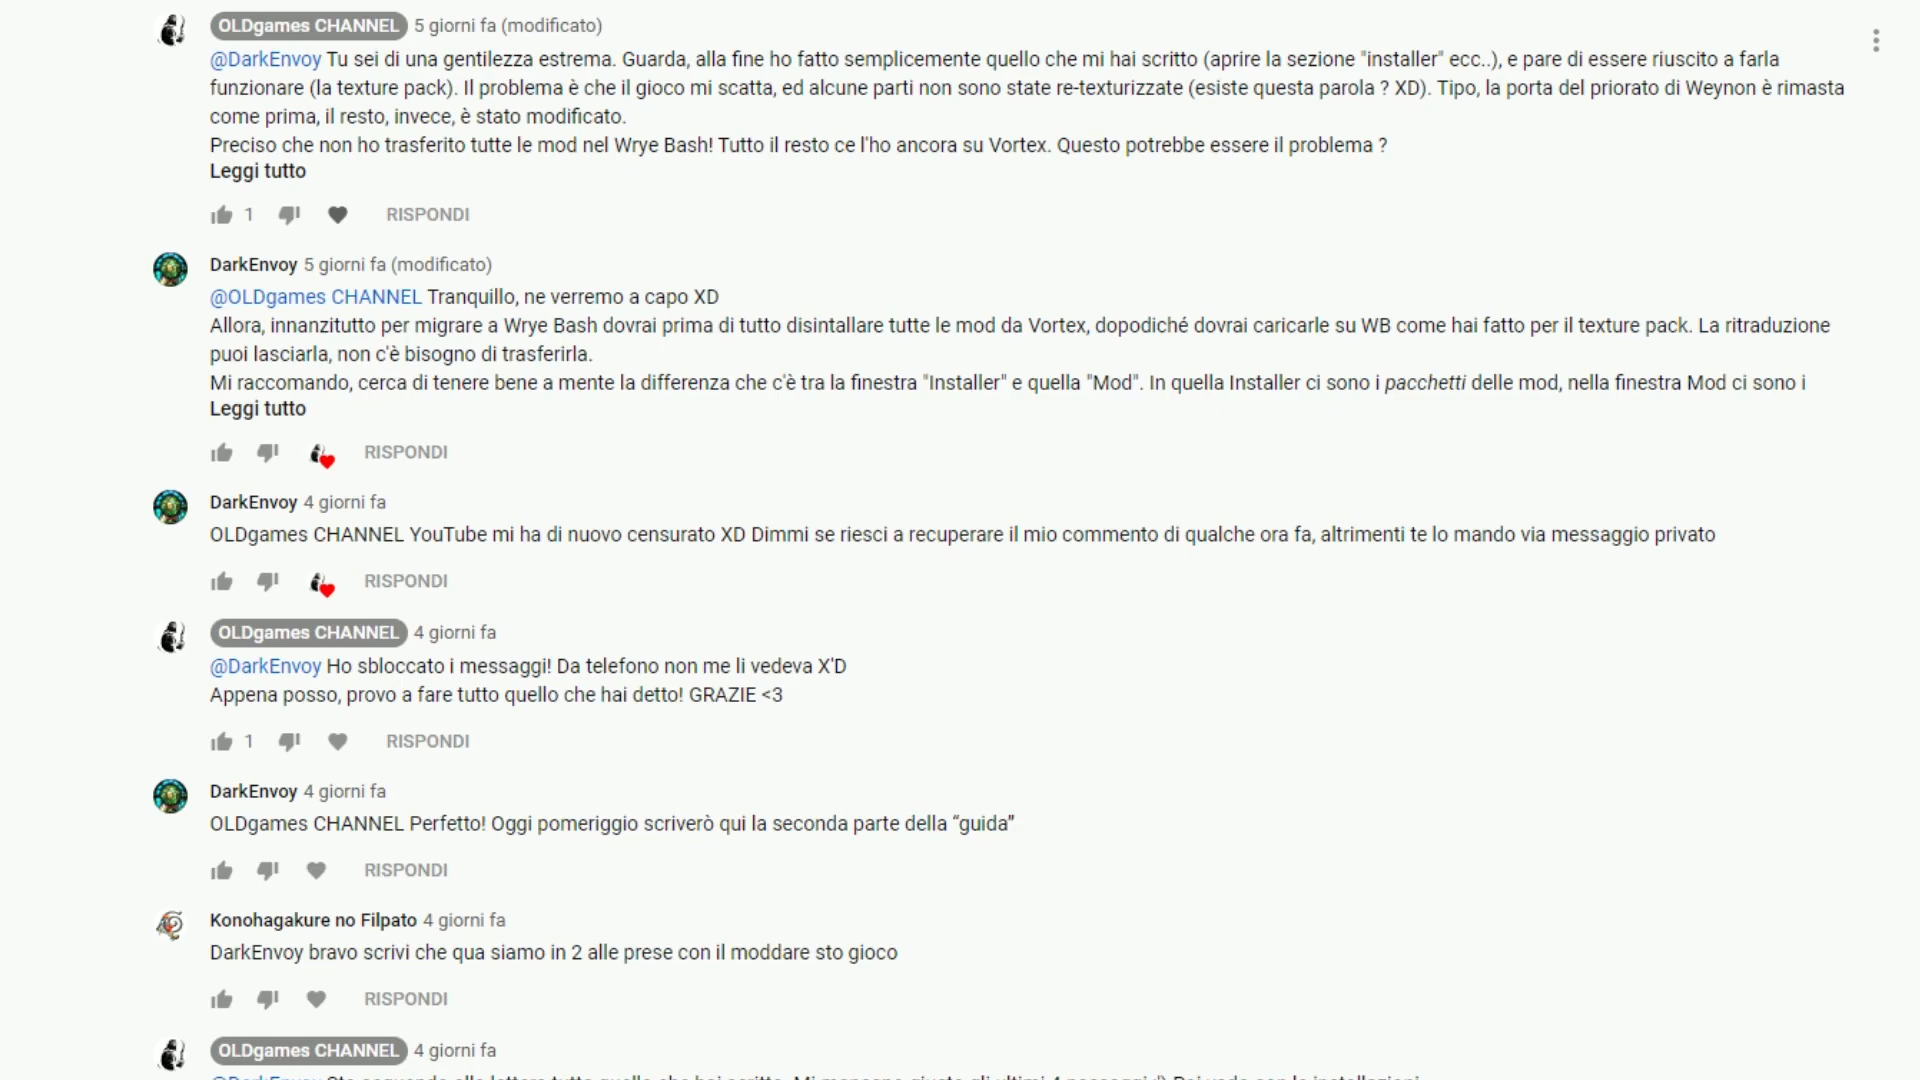 OLDgames CHANNEL 5 giorni fa (modificato)
@DarkEnvoy Tu sei di una gentilezza estrema. Guarda, alla fine ho fatto semplicemente quello che mi hai scritto (aprire la sezione "installer" ecc..), e pare di essere riuscito a farla
funzionare (la texture pack). Il problema è che il gioco mi scatta, ed alcune parti non sono state re-texturizzate (esiste questa parola ? XD). Tipo, la porta del priorato di Weynon è rimasta
come prima, il resto, invece, è stato modificato.
Preciso che non ho trasferito tutte le mod nel Wrye Bash! Tutto il resto ce l'ho ancora su Vortex. Questo potrebbe essere il problema ?
Leggi tutto
1 RISPONDI
DarkEnvoy 5 giorni fa (modificato)
@OLDgames CHANNEL Tranquillo, ne verremo a capo XD
Allora, innanzitutto per migrare a Wrye Bash dovrai prima di tutto disintallare tutte le mod da Vortex, dopodiché dovrai caricarle su WB come hai fatto per il texture pack. La ritraduzione
puoi lasciarla, non c'è bisogno di trasferirla.
Mi raccomando, cerca di tenere bene a mente la differenza che c'è tra la finestra "Installer" e quella "Mod". In quella Installer ci sono i pacchetti delle mod, nella finestra Mod ci sono i
Leggi tutto
RISPONDI
DarkEnvoy 4 giorni fa
OLDgames CHANNEL YouTube mi ha di nuovo censurato XD Dimmi se riesci a recuperare il mio commento di qualche ora fa, altrimenti te lo mando via messaggio privato
RISPONDI
OLDgames CHANNEL 4 giorni fa
@DarkEnvoy Ho sbloccato i messaggi! Da telefono non me li vedeva X'D
Appena posso, provo a fare tutto quello che hai detto! GRAZIE <3
1 RISPONDI
DarkEnvoy 4 giorni fa
OLDgames CHANNEL Perfetto! Oggi pomeriggio scriverò qui la seconda parte della “guida”
RISPONDI
Konohagakure no Filpato 4 giorni fa
DarkEnvoy bravo scrivi che qua siamo in 2 alle prese con il moddare sto gioco
RISPONDI
OLDgames CHANNEL 4 giorni fa